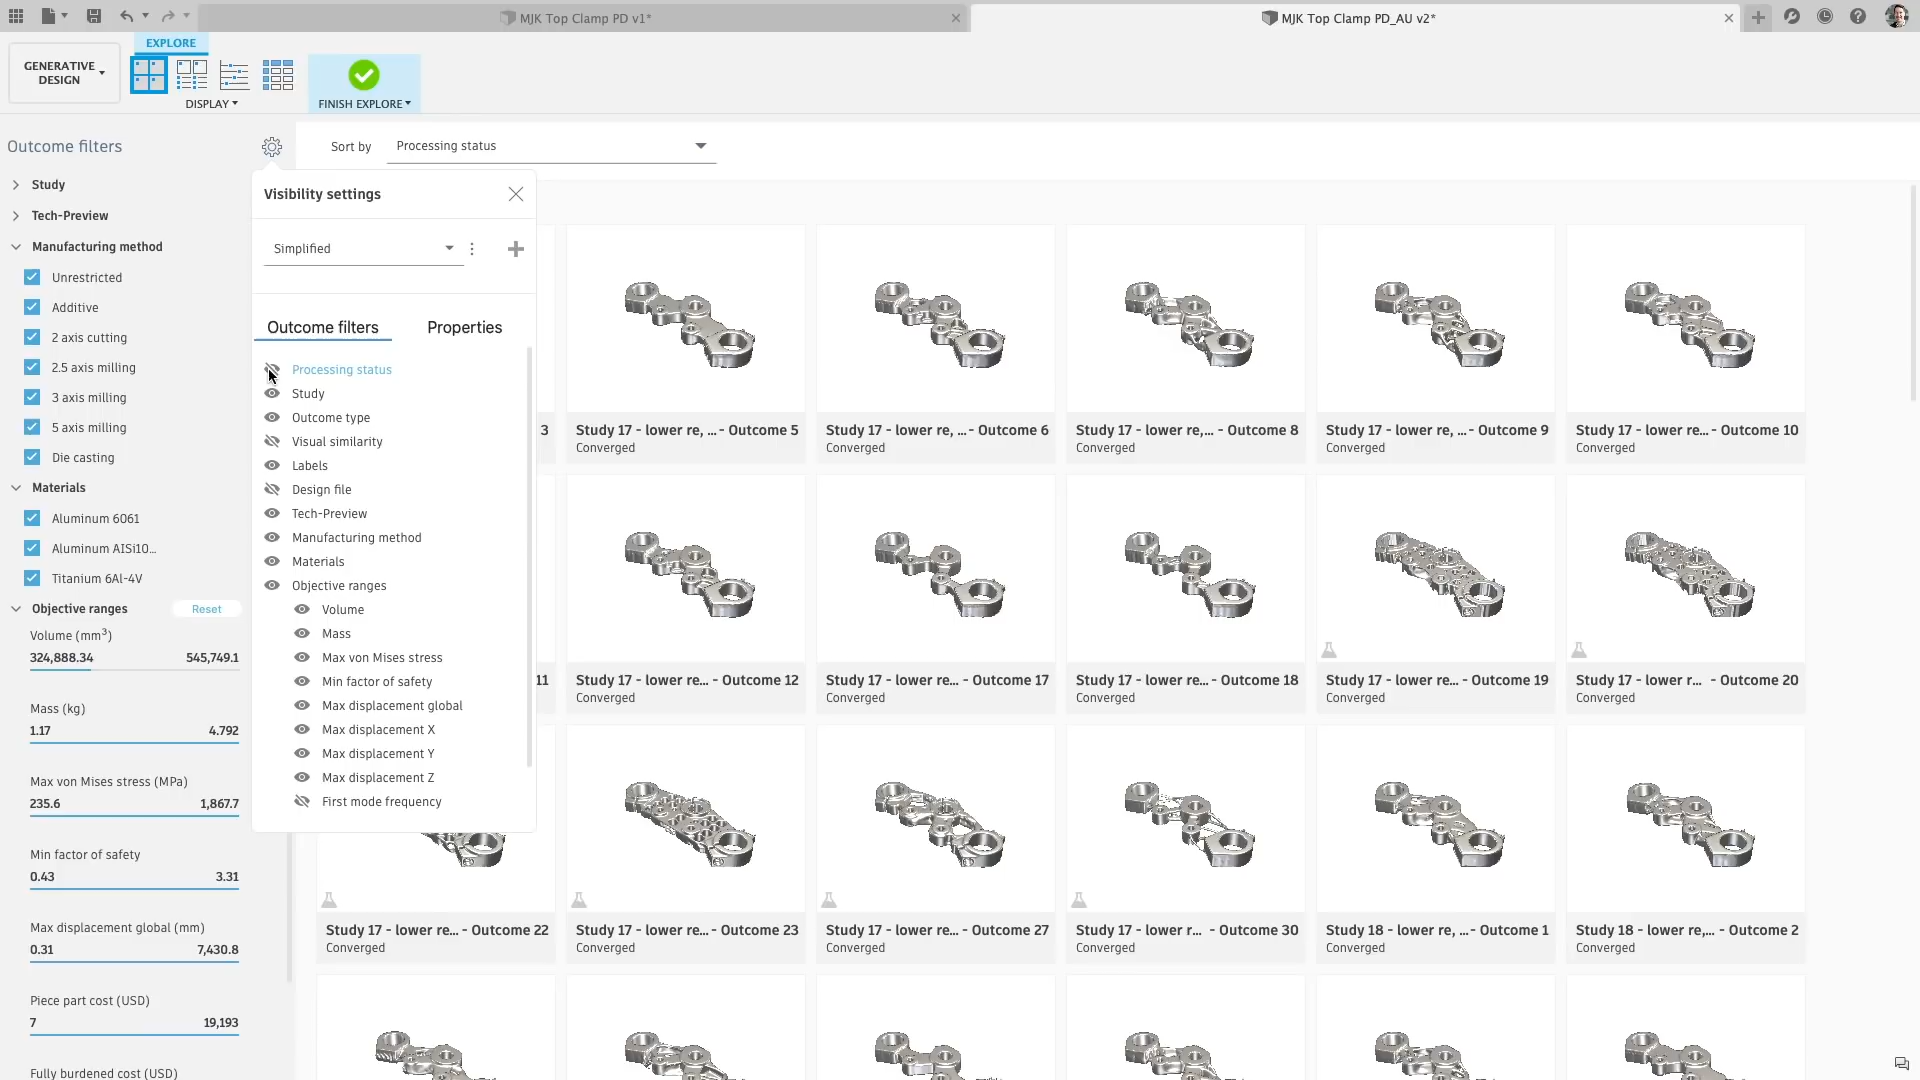 MJK Top Clamp PD v1*
MJK Top Clamp PD_AU v2*
GENERATIVE
DESIGN
EXPLORE
DISPLAY
FINISH EXPLORE
Outcome filters
Sort by
Processing status
Study
Tech-Preview
Manufacturing method
Unrestricted
Additive
2 axis cutting
2.5 axis milling
3 axis milling
5 axis milling
Die casting
Materials
Aluminum 6061
Aluminum AlSi10...
Titanium 6Al-4V
Objective ranges
Reset
Volume (mm³)
324,888.34 545,749.1
Mass (kg)
1.17 4.792
Max von Mises stress (MPa)
235.6 1,867.7
Min factor of safety
0.43 3.31
Max displacement global (mm)
0.31 7,430.8
Piece part cost (USD)
7 19,193
Fully burdened cost (USD)
Visibility settings
Simplified
Outcome filters
Properties
Processing status
Study
Outcome type
Visual similarity
Labels
Design file
Tech-Preview
Manufacturing method
Materials
Objective ranges
Volume
Mass
Max von Mises stress
Min factor of safety
Max displacement global
Max displacement X
Max displacement Y
Max displacement Z
First mode frequency
3
Study 17 - lower re, ... - Outcome 5
Converged
Study 17 - lower re, ... - Outcome 6
Converged
Study 17 - lower re,... - Outcome 8
Converged
Study 17 - lower re, ... - Outcome 9
Converged
Study 17 - lower re... - Outcome 10
Converged
11
Study 17 - lower re... - Outcome 12
Converged
Study 17 - lower re... - Outcome 17
Converged
Study 17 - lower re... - Outcome 18
Converged
Study 17 - lower re... - Outcome 19
Converged
Study 17 - lower r... - Outcome 20
Converged
Study 17 - lower re... - Outcome 22
Converged
Study 17 - lower re... - Outcome 23
Converged
Study 17 - lower re... - Outcome 27
Converged
Study 17 - lower r... - Outcome 30
Converged
Study 18 - lower re, ... - Outcome 1
Converged
Study 18 - lower re,... - Outcome 2
Converged